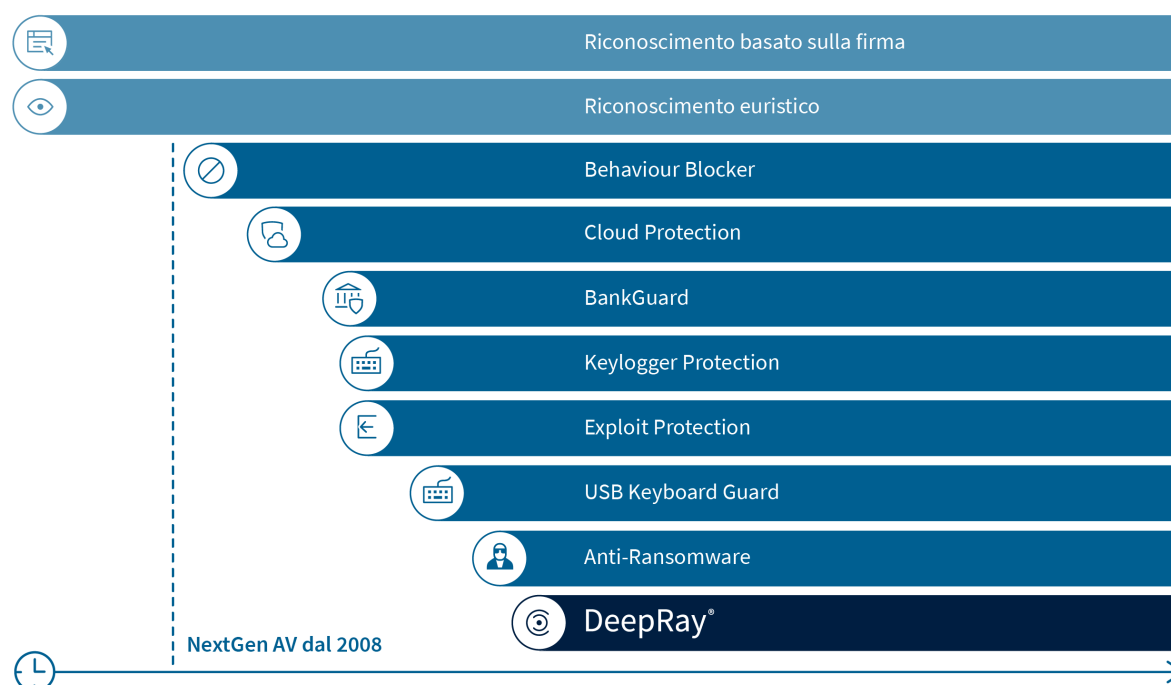 Riconoscimento basato sulla firma
Riconoscimento euristico
Behaviour Blocker
Cloud Protection
BankGuard
Keylogger Protection
Exploit Protection
USB Keyboard Guard
Anti-Ransomware
DeepRay®
NextGen AV dal 2008